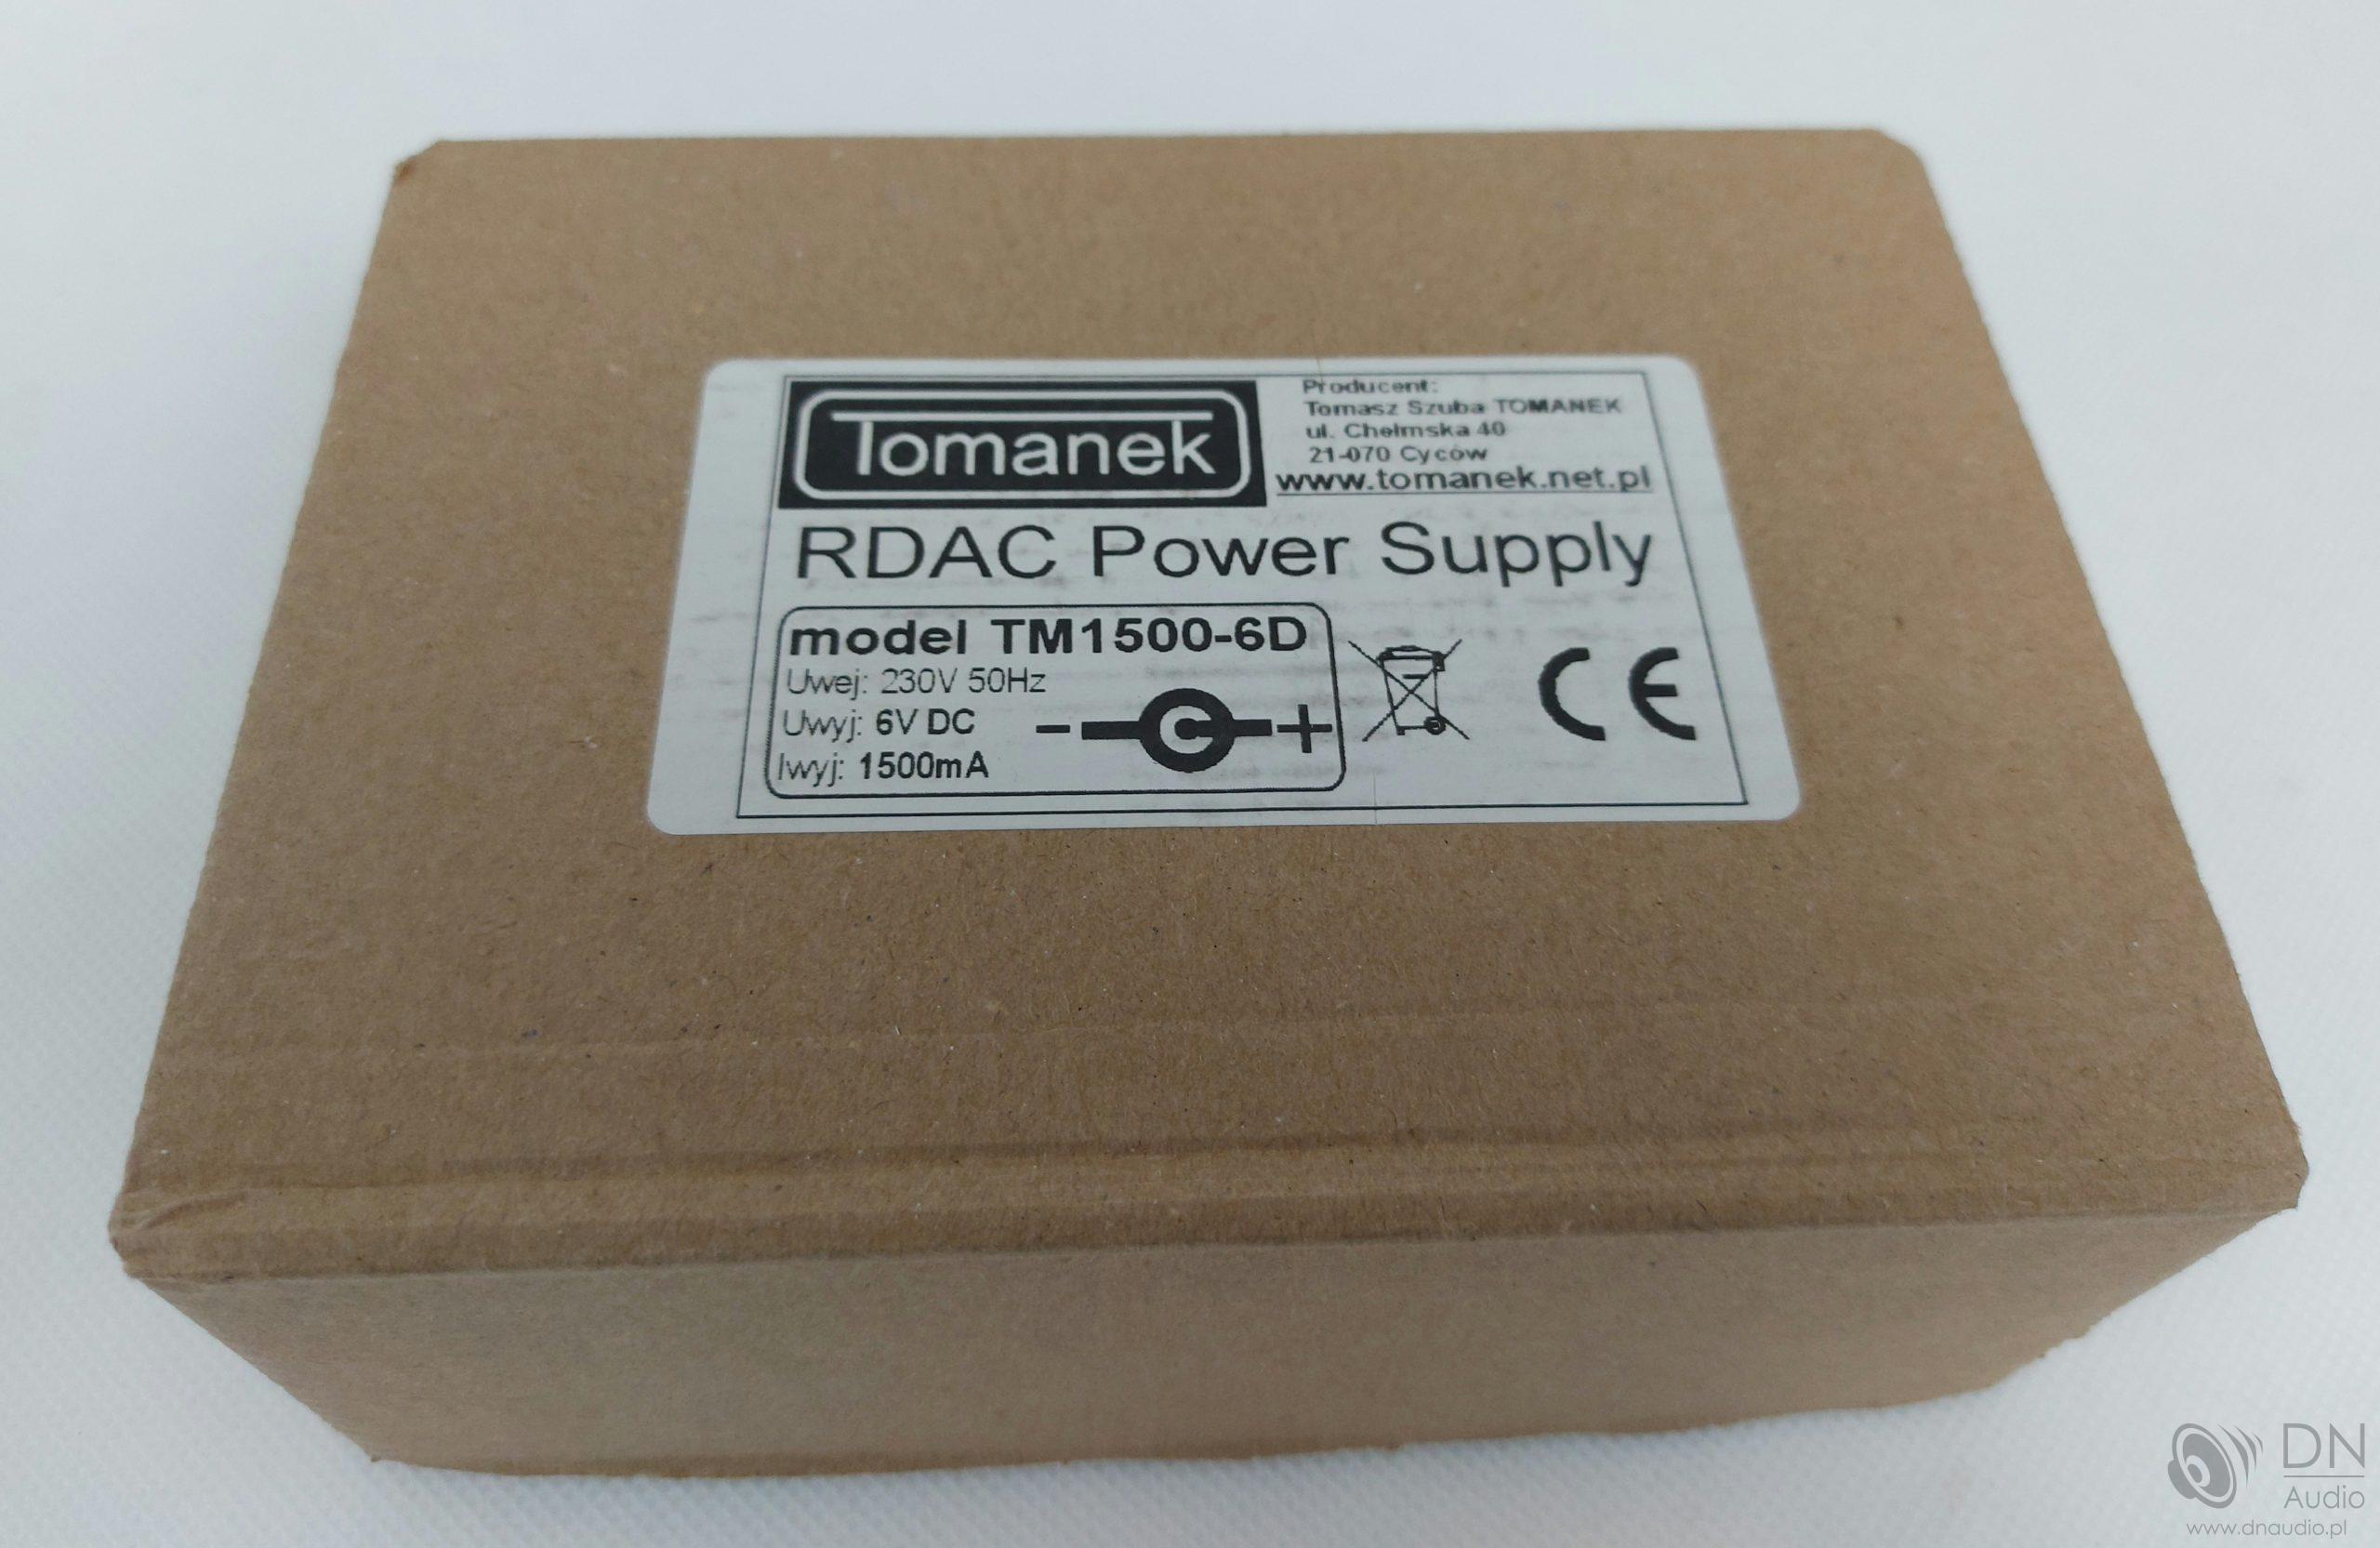 Tomanek
Producent:
Tomasz Szuba TOMANEK
ul. Chełmska 40
21-070 Cyców
www.tomanek.net.pl
RDAC Power Supply
model TM1500-6D
Uwej: 230V 50Hz
Uwyj: 6V DC
Iwyj: 1500mA
- +
CE
DN
Audio
www.dnaudio.pl